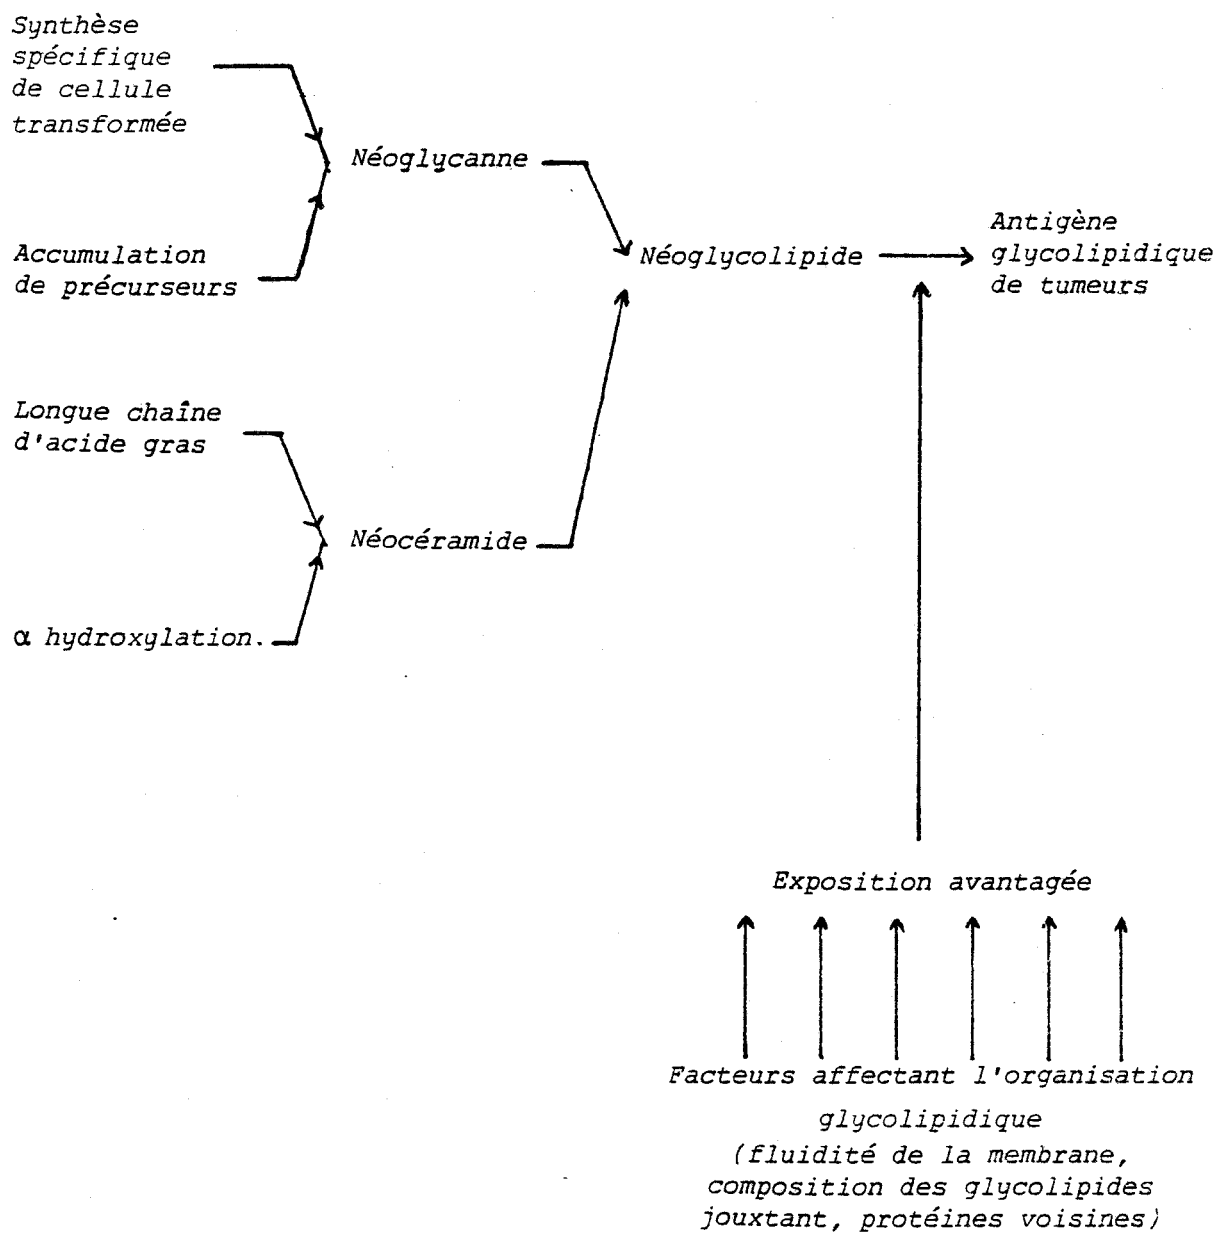 Synthèse
spécifique
de cellule
transformée
Néoglycanne
Accumulation
de précurseurs
Néoglycolipide
Antigène
glycolipidique
de tumeurs
Longue chaîne
d'acide gras
Néocéramide
α hydroxylation.
Exposition avantagée
Facteurs affectant l'organisation
glycolipidique
(fluidité de la membrane,
composition des glycolipides
jouxtant, protéines voisines)